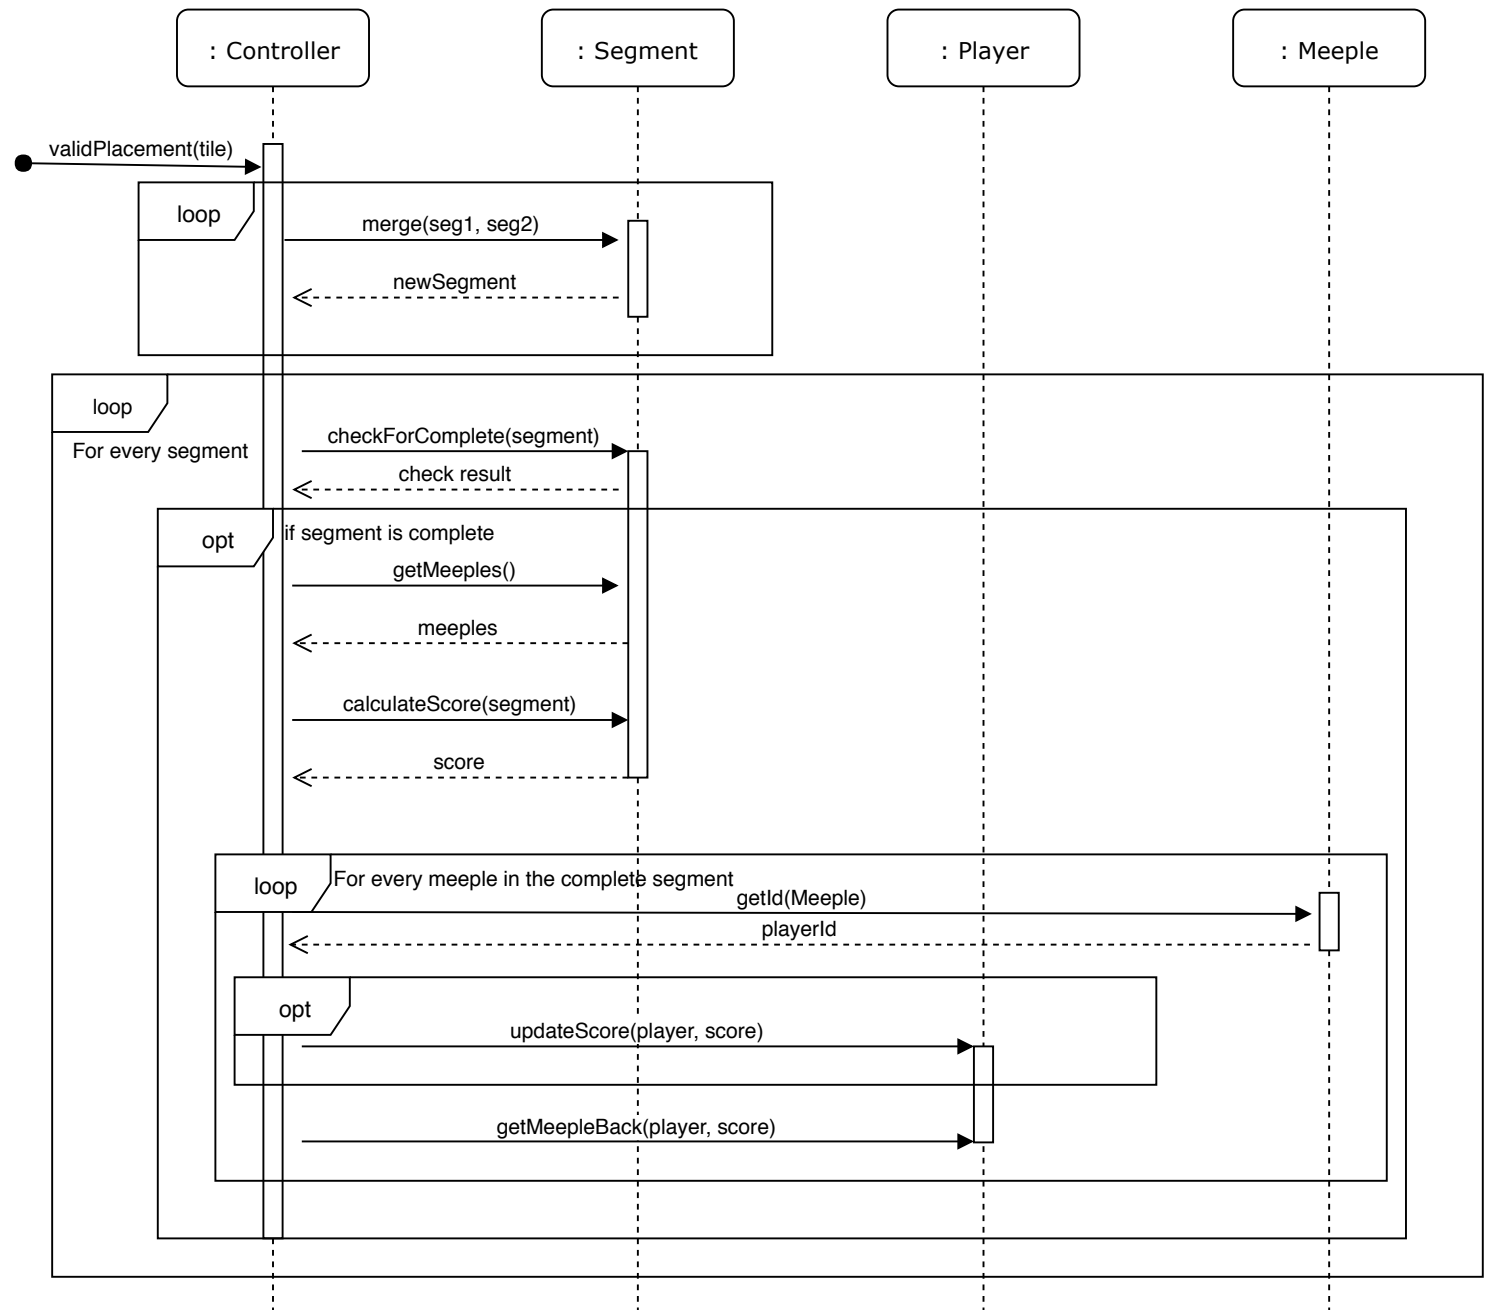 : Controller
: Segment
: Player
: Meeple
validPlacement(tile)
loop
merge(seg1, seg2)
newSegment
loop
For every segment
checkForComplete(segment)
check result
opt
if segment is complete
getMeeples()
meeples
calculateScore(segment)
score
loop
For every meeple in the complete segment
getId(Meeple)
playerId
opt
updateScore(player, score)
getMeepleBack(player, score)